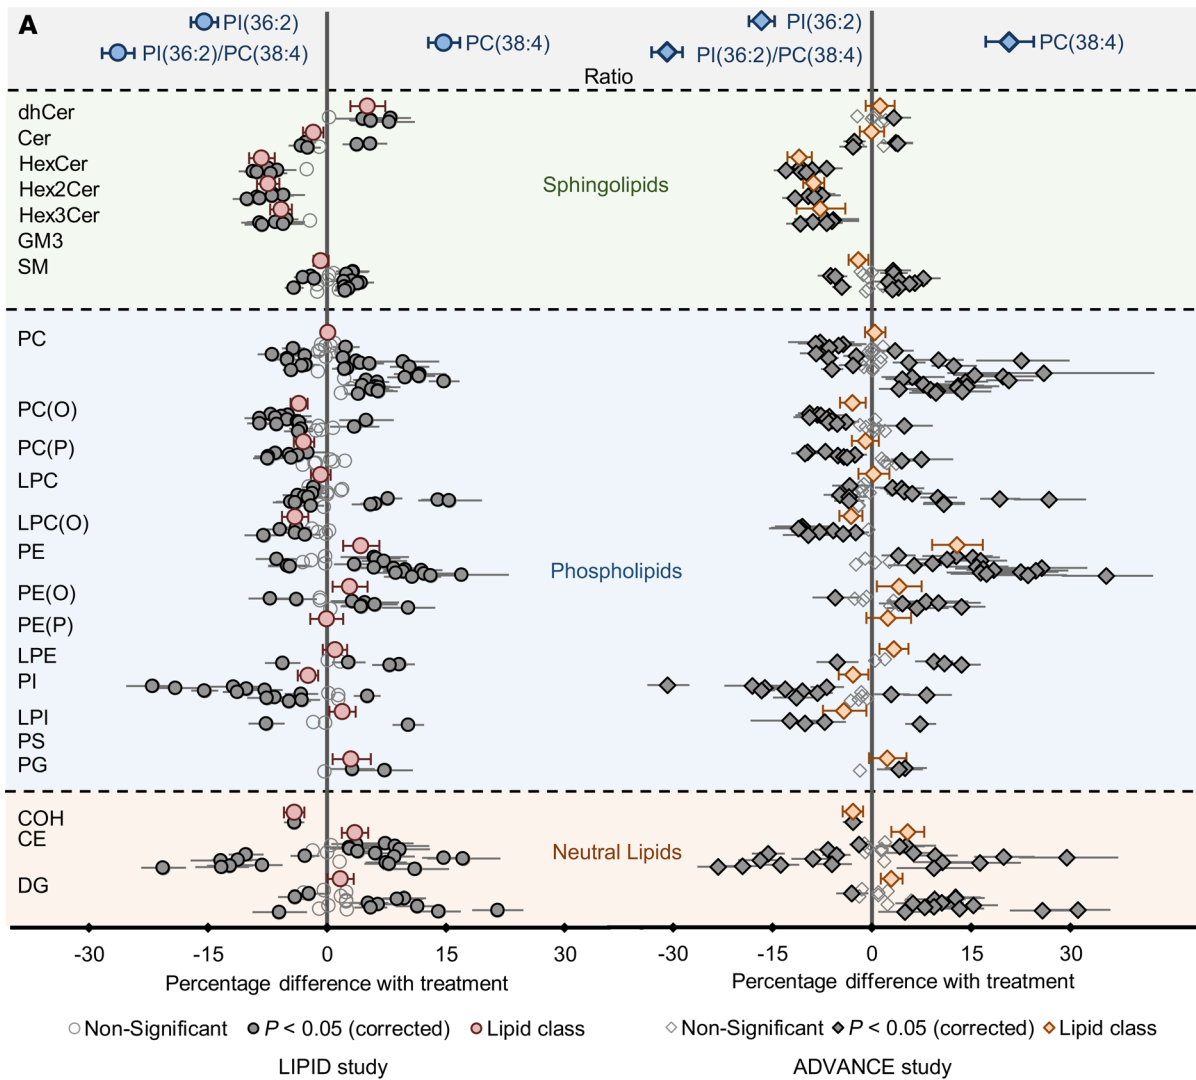 A
PI(36:2)
PI(36:2)/PC(38:4)
PC(38:4)
PI(36:2)
PI(36:2)/PC(38:4)
PC(38:4)
Ratio
dhCer
Cer
HexCer
Hex2Cer
Hex3Cer
GM3
SM
Sphingolipids
PC
PC(O)
PC(P)
LPC
LPC(O)
PE
PE(O)
PE(P)
LPE
PI
LPI
PS
PG
Phospholipids
COH
CE
DG
Neutral Lipids
-30 -15 0 15 30 -30 -15 0 15 30
Percentage difference with treatment
Percentage difference with treatment
Non-Significant P < 0.05 (corrected) Lipid class
Non-Significant P < 0.05 (corrected) Lipid class
LIPID study
ADVANCE study